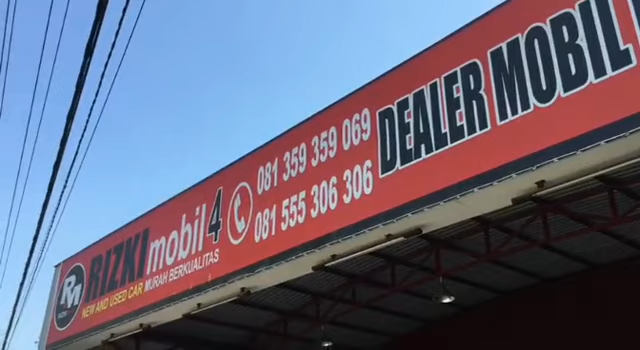 RM
RIZKI mobil 4
NEW AND USED CAR MURAH BERKUALITAS
081 359 359 069
081 555 306 306
DEALER MOBIL